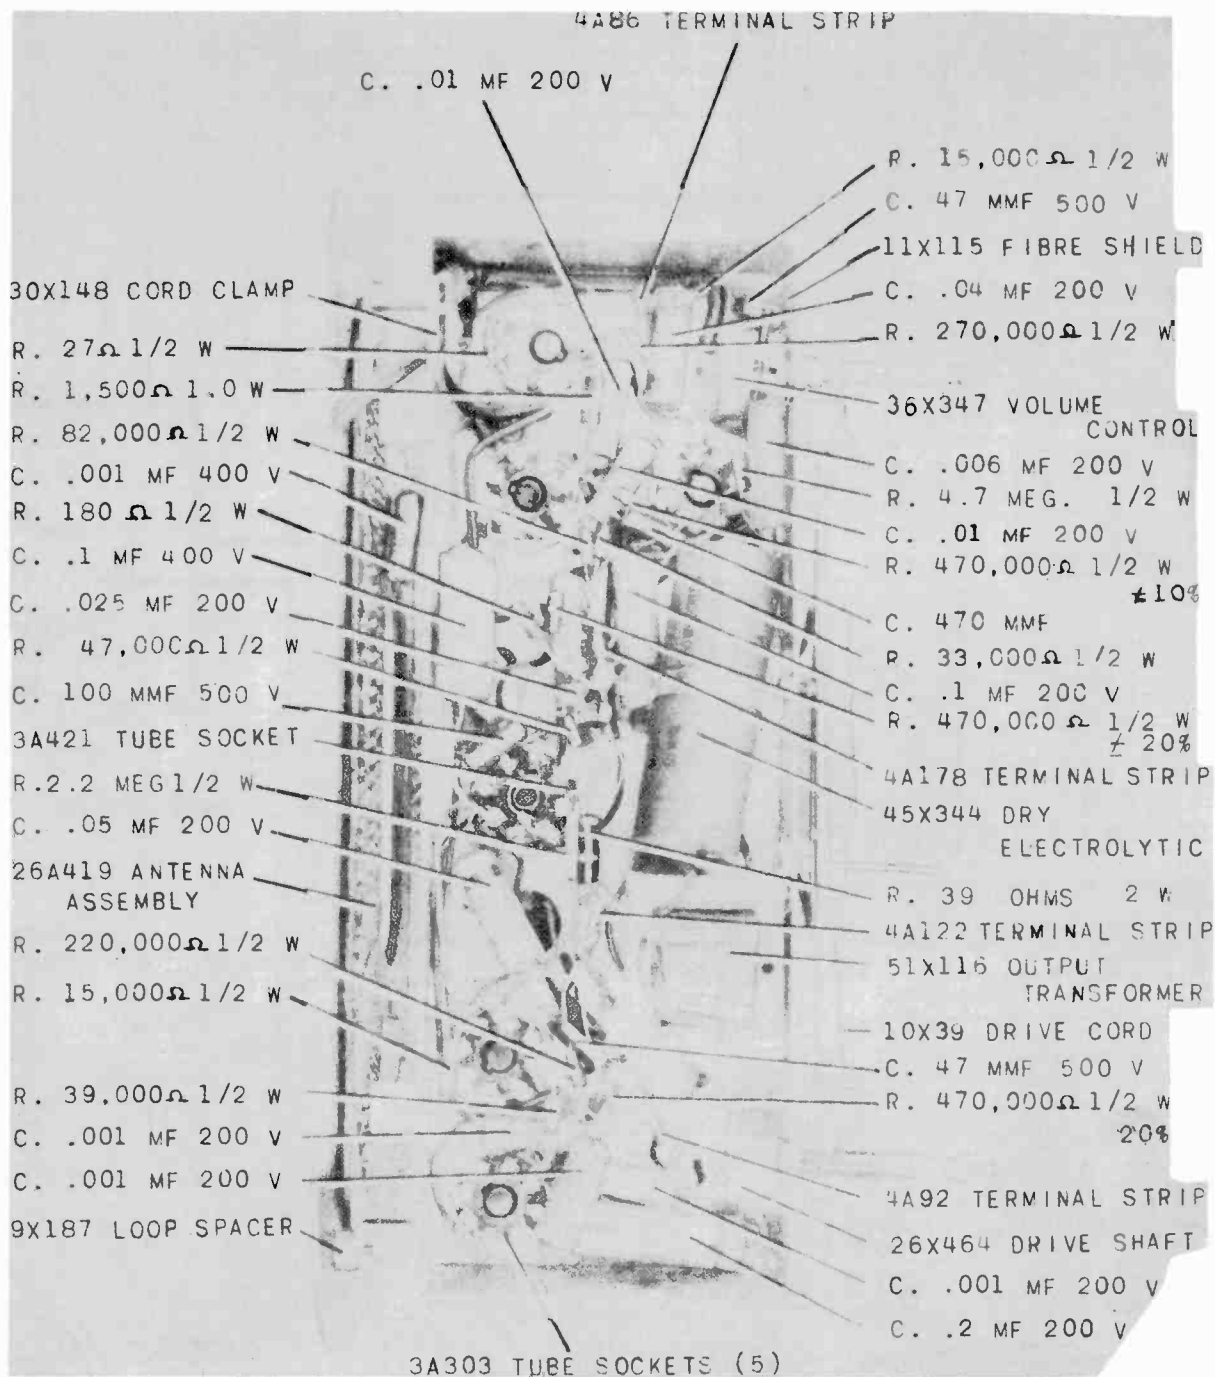 4A86 TERMINAL STRIP
C. .01 MF 200 V
R. 15,000Ω 1/2 W
C. 47 MMF 500 V
11X115 FIBRE SHIELD
C. .04 MF 200 V
R. 270,000Ω 1/2 W
36X347 VOLUME
CONTROL
C. .006 MF 200 V
R. 4.7 MEG. 1/2 W
C. .01 MF 200 V
R. 470,000Ω 1/2 W
±10%
C. 470 MMF
R. 33,000Ω 1/2 W
C. .1 MF 200 V
R. 470,000 Ω 1/2 W
± 20%
4A178 TERMINAL STRIP
45X344 DRY
ELECTROLYTIC
R. 39 OHMS 2 W
4A122 TERMINAL STRIP
51X116 OUTPUT
TRANSFORMER
10X39 DRIVE CORD
C. 47 MMF 500 V
R. 470,000Ω 1/2 W
20%
4A92 TERMINAL STRIP
26X464 DRIVE SHAFT
C. .001 MF 200 V
C. .2 MF 200 V
30X148 CORD CLAMP
R. 27Ω 1/2 W
R. 1,500Ω 1.0 W
R. 82,000Ω 1/2 W
C. .001 MF 400 V
R. 180 Ω 1/2 W
C. .1 MF 400 V
C. .025 MF 200 V
R. 47,000Ω 1/2 W
C. 100 MMF 500 V
3A421 TUBE SOCKET
R.2.2 MEG 1/2 W
C. .05 MF 200 V
26A419 ANTENNA
ASSEMBLY
R. 220,000Ω 1/2 W
R. 15,000Ω 1/2 W
R. 39,000Ω 1/2 W
C. .001 MF 200 V
C. .001 MF 200 V
9X187 LOOP SPACER
3A303 TUBE SOCKETS (5)